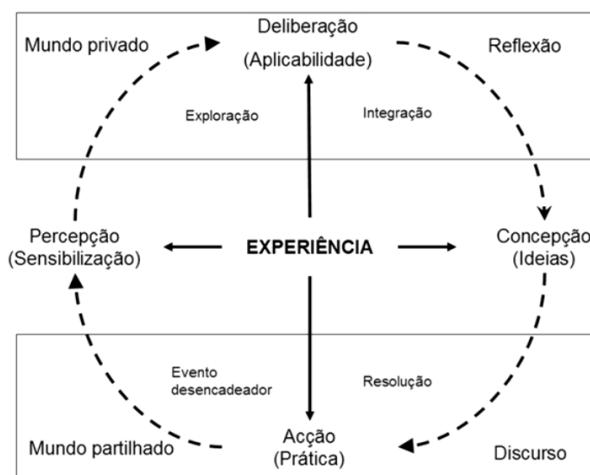 Deliberação
Mundo privado
Reflexão
(Aplicabilidade)
Exploração
Integração
Percepção
(Sensibilização)
EXPERIÊNCIA
Concepção
(Ideias)
Evento
desencadeador
Resolução
Mundo partilhado
Acção
(Prática)
Discurso